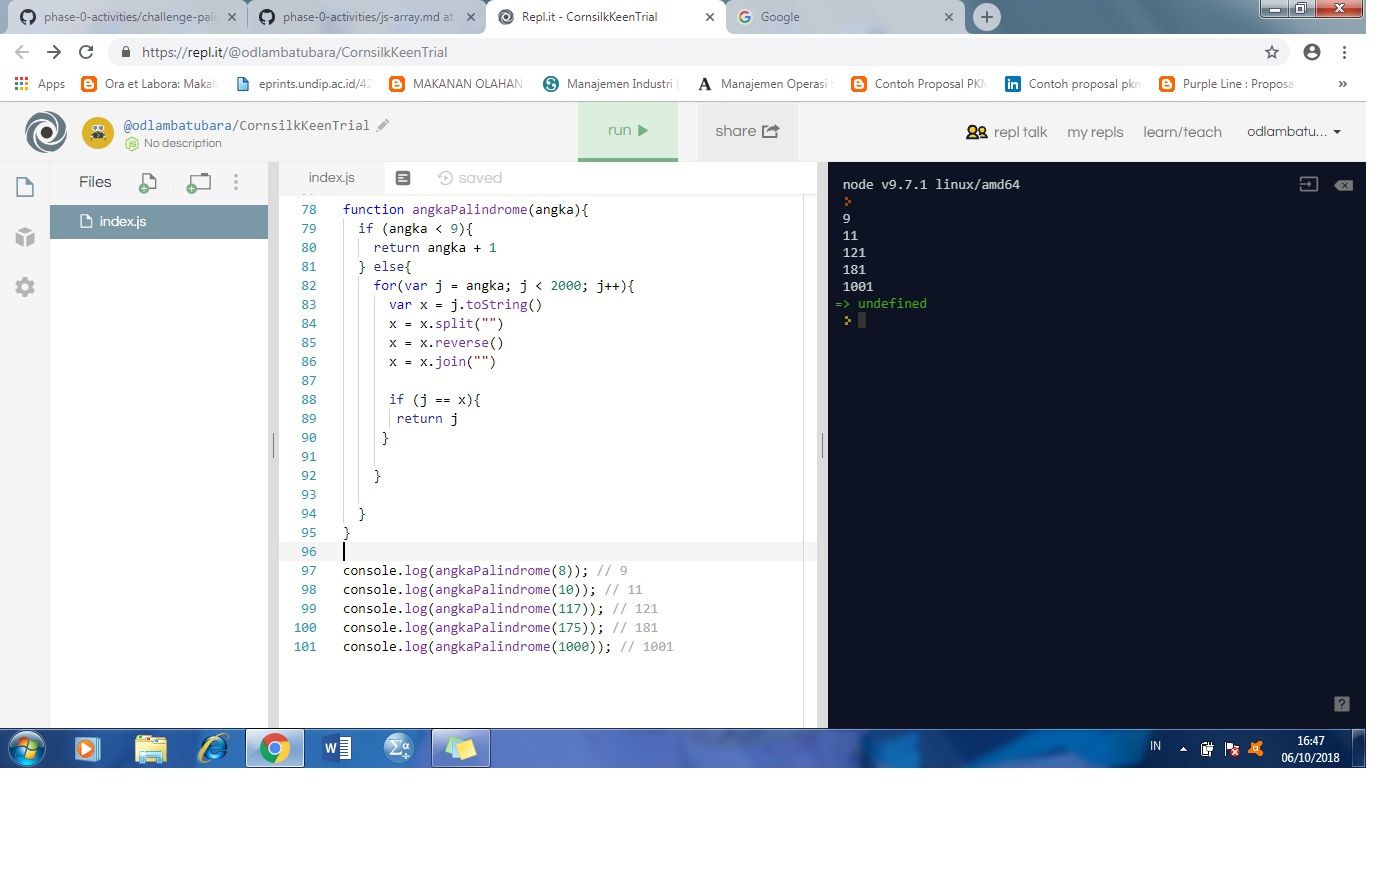 phase-0-activities/challenge-pali
phase-0-activities/js-array.md at
Repl.it - CornsilkKeenTrial
Google
https://repl.it/@odlambatubara/CornsilkKeenTrial
Apps
Ora et Labora: Makal
eprints.undip.ac.id/42
MAKANAN OLAHAN
Manajemen Industri
Manajemen Operasi
Contoh Proposal PKM
Contoh proposal pkm
Purple Line : Proposa
»
@odlambatubara/CornsilkKeenTrial
No description
run
share
repl talk
my repls
learn/teach
odlambatu...
Files
index.js
saved
index.js
78 function angkaPalindrome(angka){
79 if (angka < 9){
80 return angka + 1
81 } else{
82 for(var j = angka; j < 2000; j++){
83 var x = j.toString()
84 x = x.split("")
85 x = x.reverse()
86 x = x.join("")
87
88 if (j == x){
89 return j
90 }
91
92 }
93
94 }
95 }
96
97 console.log(angkaPalindrome(8)); // 9
98 console.log(angkaPalindrome(10)); // 11
99 console.log(angkaPalindrome(117)); // 121
100 console.log(angkaPalindrome(175)); // 181
101 console.log(angkaPalindrome(1000)); // 1001
node v9.7.1 linux/amd64
9
11
121
181
1001
=> undefined
?
IN
16:47
06/10/2018